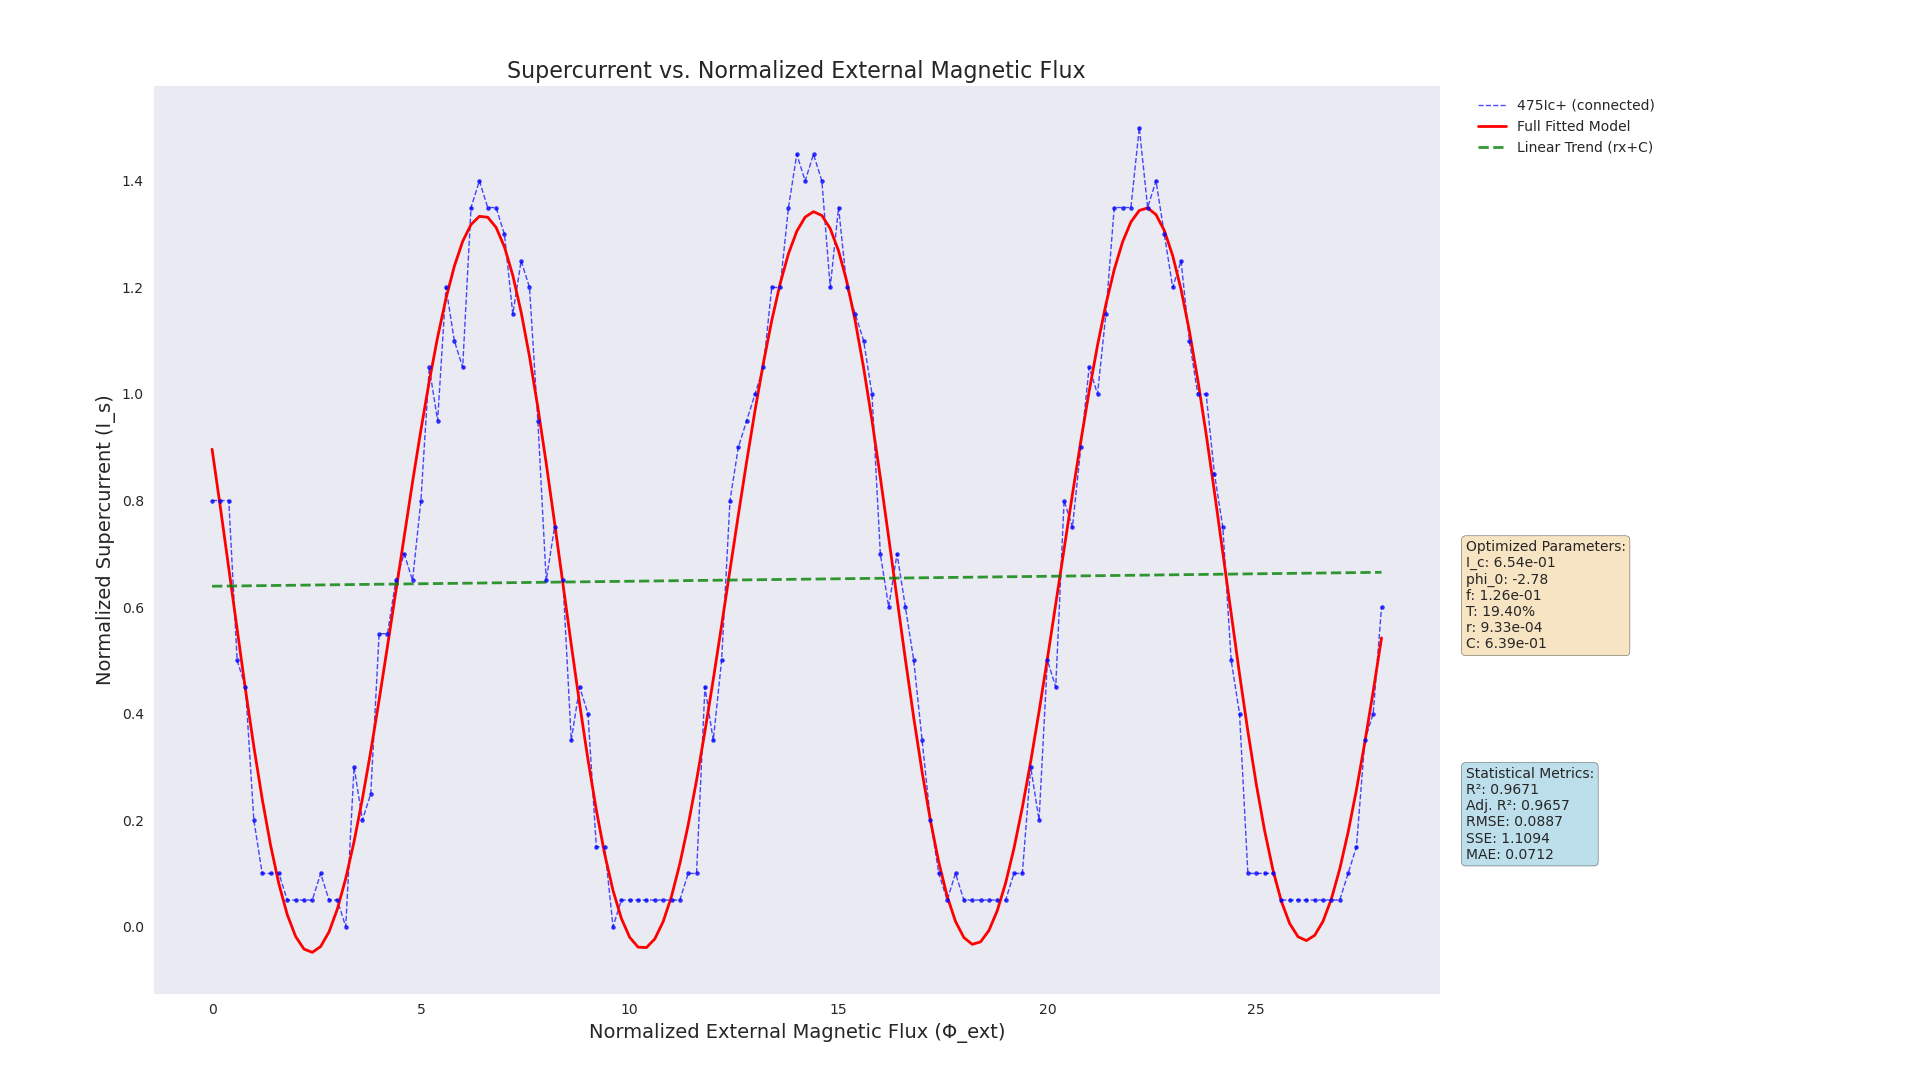 Supercurrent vs. Normalized External Magnetic Flux
475Ic+ (connected)
Full Fitted Model
Linear Trend (rx+C)
Normalized Supercurrent (I_s)
1.4
1.2
1.0
0.8
0.6
0.4
0.2
0.0
0 5 10 15 20 25
Normalized External Magnetic Flux (Φ_ext)
Optimized Parameters:
I_c: 6.54e-01
phi_0: -2.78
f: 1.26e-01
T: 19.40%
r: 9.33e-04
C: 6.39e-01
Statistical Metrics:
R²: 0.9671
Adj. R²: 0.9657
RMSE: 0.0887
SSE: 1.1094
MAE: 0.0712